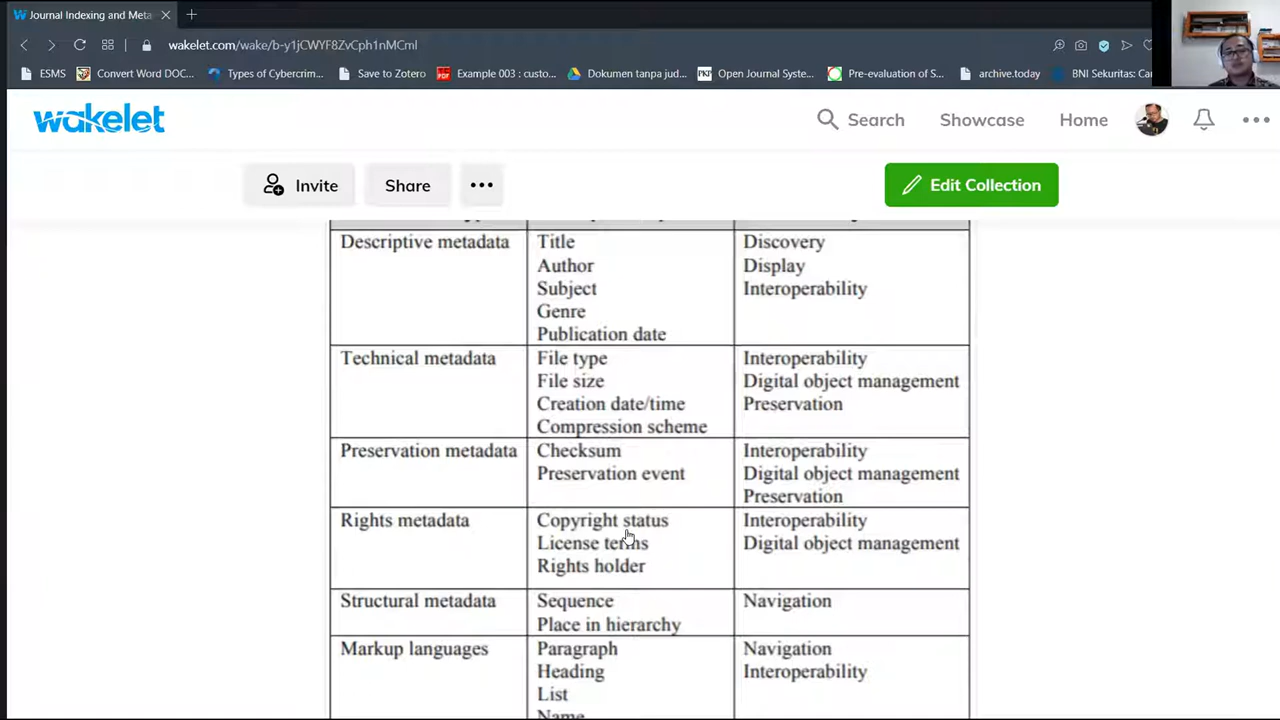 Journal Indexing and Meta
wakelet.com/wake/b-y1jCWYF8ZvCph1nMCml
ESMS
Convert Word DOC...
Types of Cybercrim...
Save to Zotero
Example 003 : custo...
Dokumen tanpa jud...
Open Journal Syste...
Pre-evaluation of S...
archive.today
BNI Sekuritas: Car
wakelet
Search
Showcase
Home
Invite
Share
Edit Collection
Descriptive metadata
Title
Author
Subject
Genre
Publication date
Discovery
Display
Interoperability
Technical metadata
File type
File size
Creation date/time
Compression scheme
Interoperability
Digital object management
Preservation
Preservation metadata
Checksum
Preservation event
Interoperability
Digital object management
Preservation
Rights metadata
Copyright status
License terms
Rights holder
Interoperability
Digital object management
Structural metadata
Sequence
Place in hierarchy
Navigation
Markup languages
Paragraph
Heading
List
Name
Navigation
Interoperability